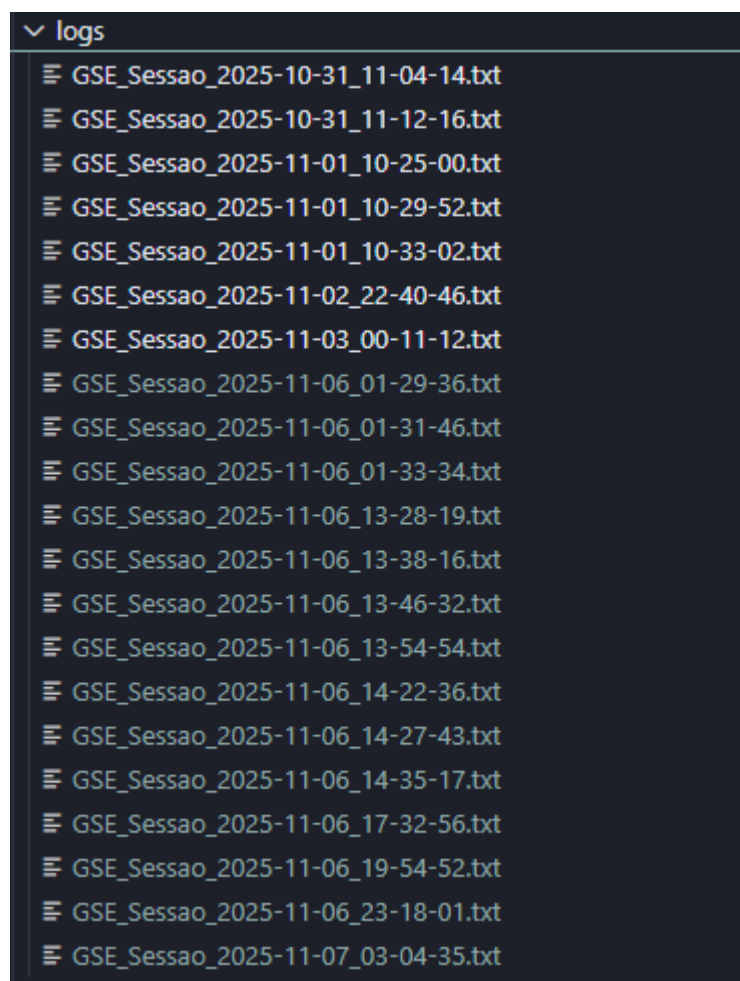 logs
GSE_Sessao_2025-10-31_11-04-14.txt
GSE_Sessao_2025-10-31_11-12-16.txt
GSE_Sessao_2025-11-01_10-25-00.txt
GSE_Sessao_2025-11-01_10-29-52.txt
GSE_Sessao_2025-11-01_10-33-02.txt
GSE_Sessao_2025-11-02_22-40-46.txt
GSE_Sessao_2025-11-03_00-11-12.txt
GSE_Sessao_2025-11-06_01-29-36.txt
GSE_Sessao_2025-11-06_01-31-46.txt
GSE_Sessao_2025-11-06_01-33-34.txt
GSE_Sessao_2025-11-06_13-28-19.txt
GSE_Sessao_2025-11-06_13-38-16.txt
GSE_Sessao_2025-11-06_13-46-32.txt
GSE_Sessao_2025-11-06_13-54-54.txt
GSE_Sessao_2025-11-06_14-22-36.txt
GSE_Sessao_2025-11-06_14-27-43.txt
GSE_Sessao_2025-11-06_14-35-17.txt
GSE_Sessao_2025-11-06_17-32-56.txt
GSE_Sessao_2025-11-06_19-54-52.txt
GSE_Sessao_2025-11-06_23-18-01.txt
GSE_Sessao_2025-11-07_03-04-35.txt